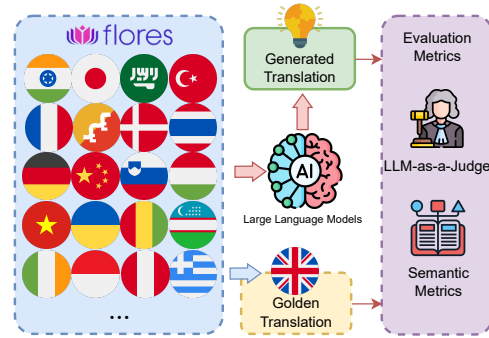 flores
Generated
Translation
AI
Large Language Models
Golden
Translation
...
Evaluation
Metrics
LLM-as-a-Judge
Semantic
Metrics